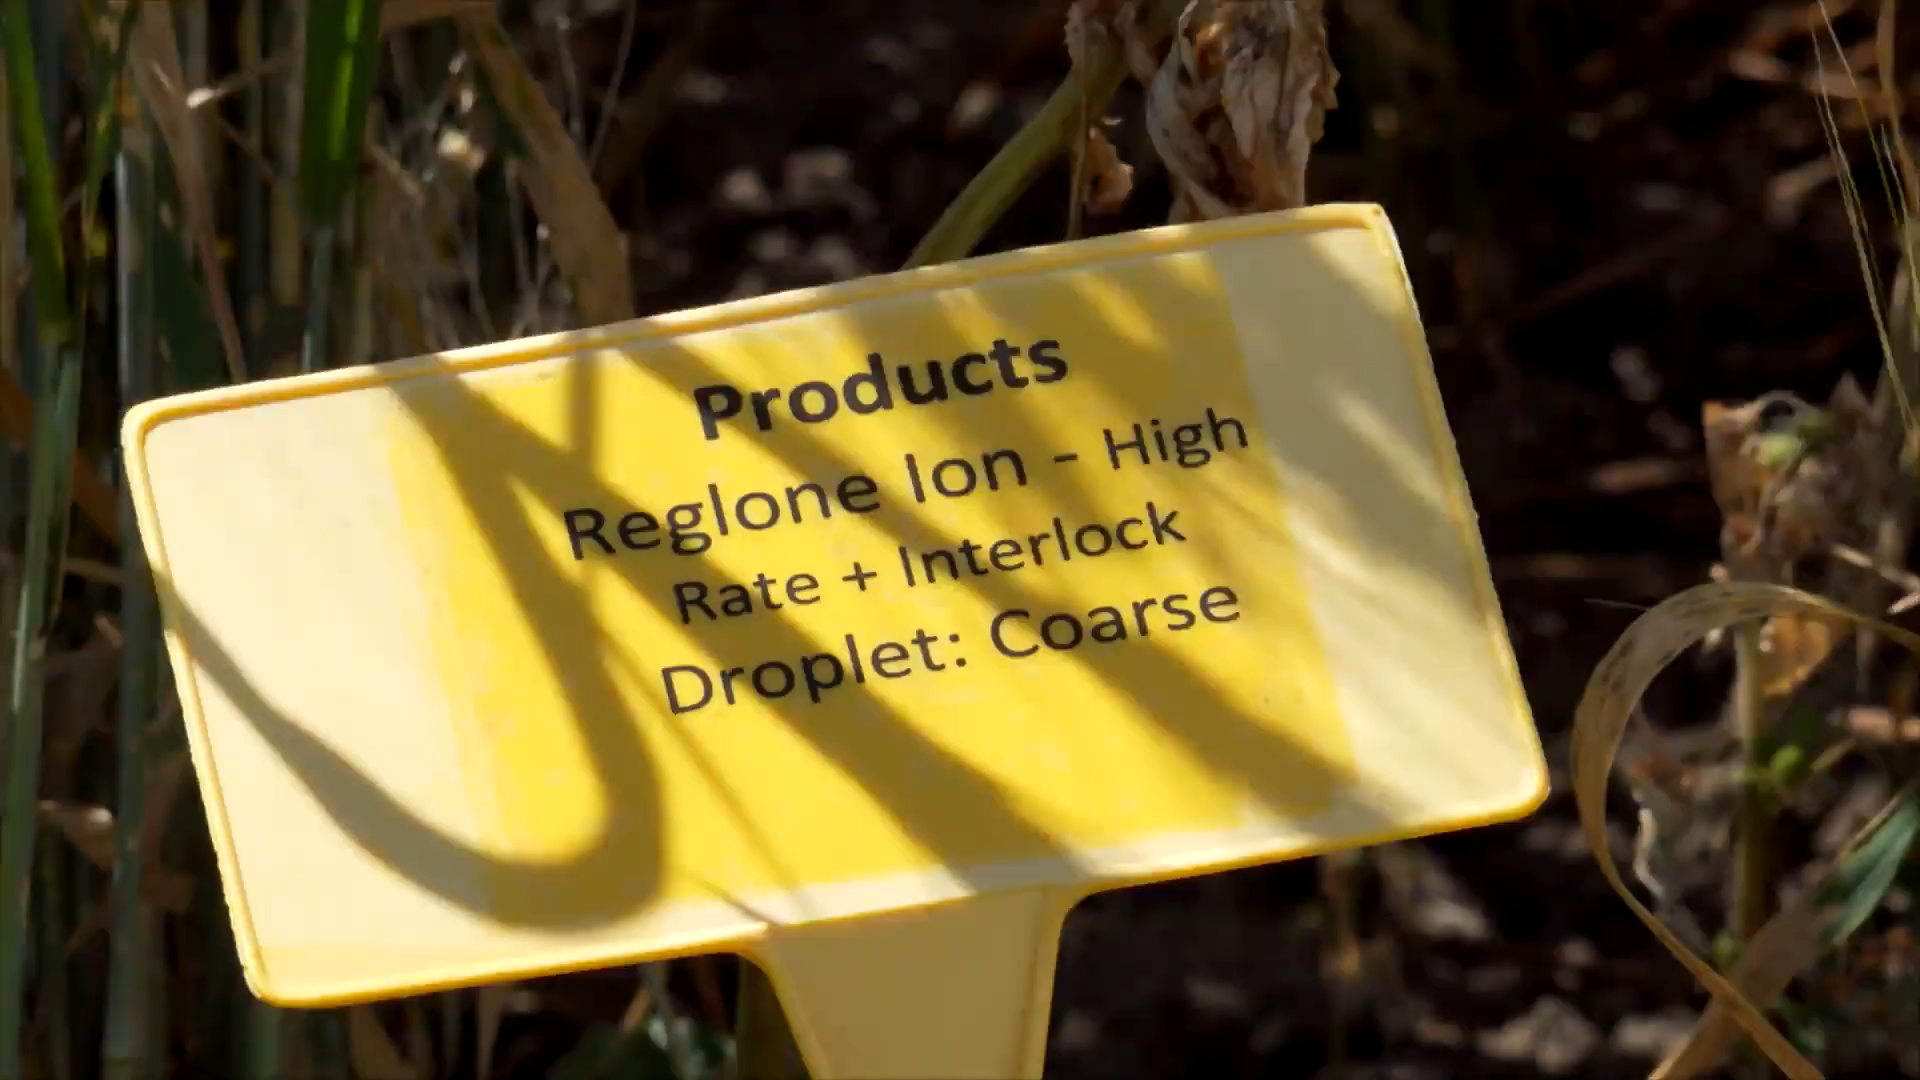 Products
Reglone Ion - High
Rate + Interlock
Droplet: Coarse